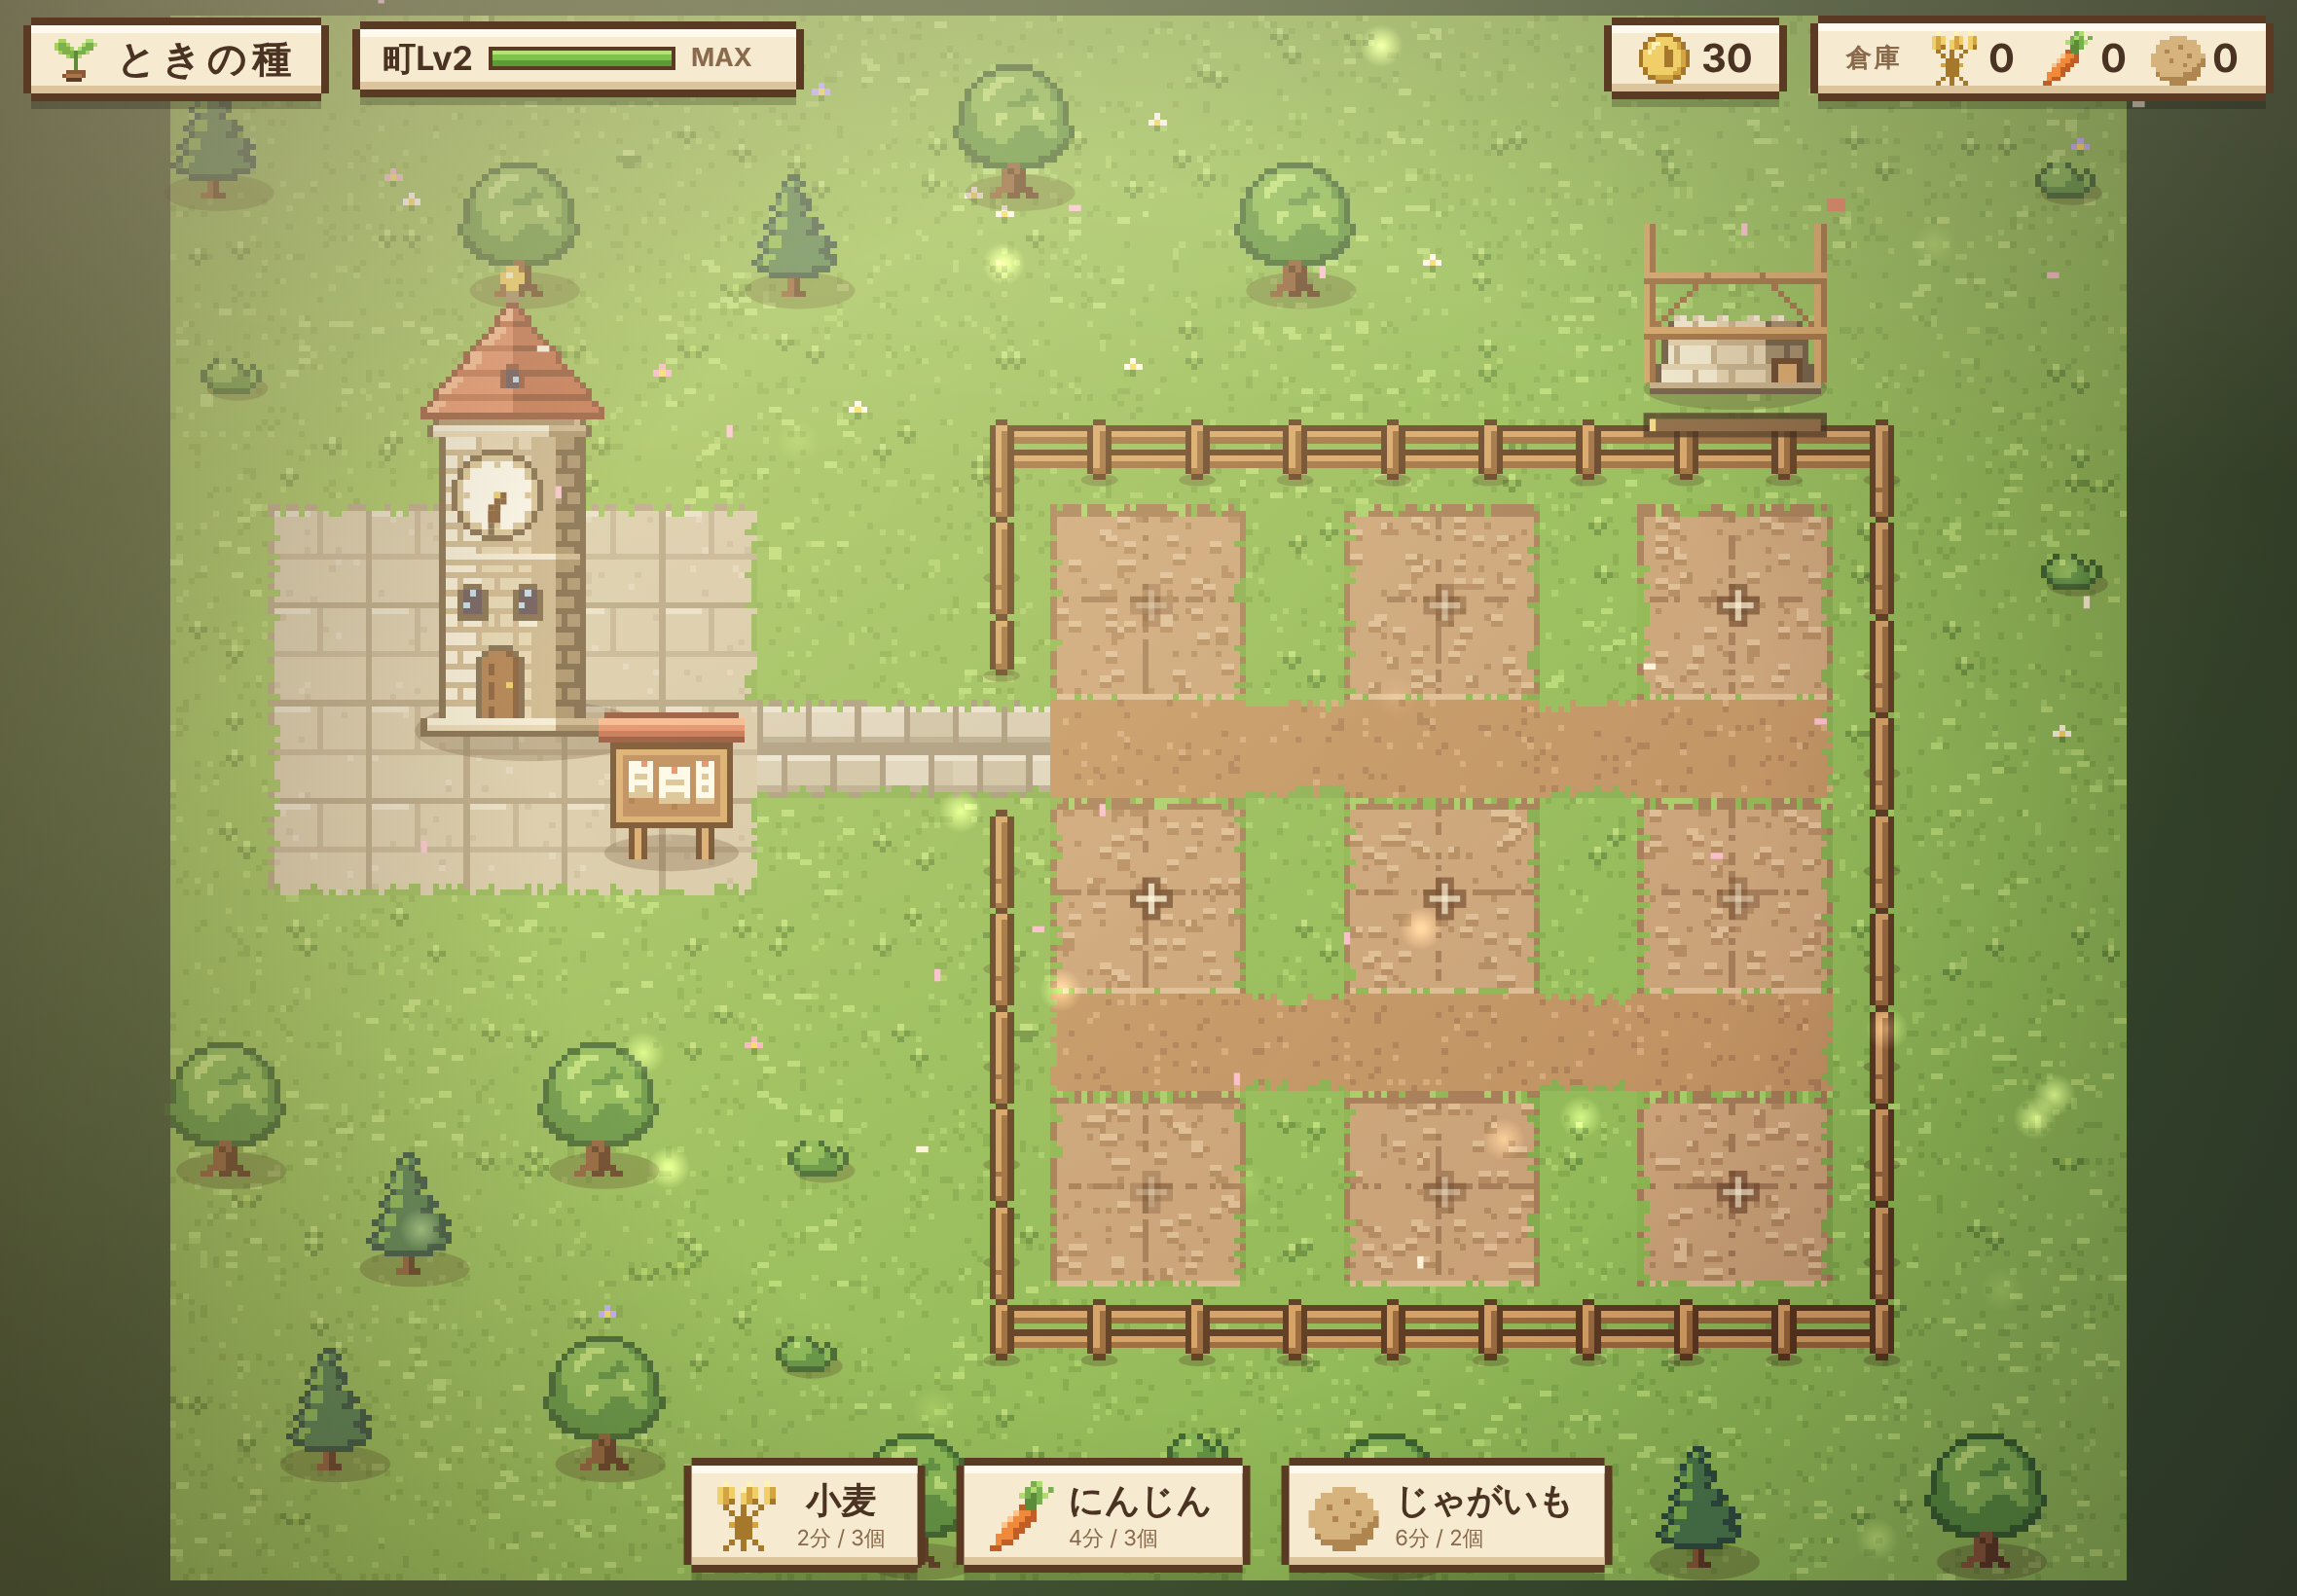 ときの種
町Lv2 MAX
30
倉庫 0 0 0
小麦
2分 / 3個
にんじん
4分 / 3個
じゃがいも
6分 / 2個